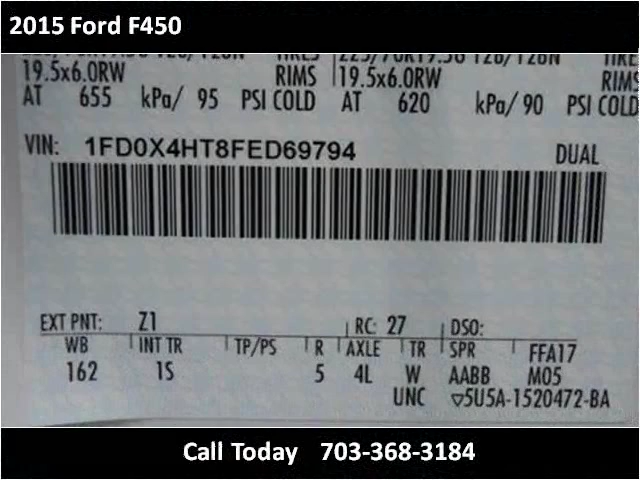 2015 Ford F450
19.5x6.0RW RIMS 19.5x6.0RW RIMS
AT 655 kPa/ 95 PSI COLD AT 620 kPa/ 90 PSI COLD
VIN: 1FD0X4HT8FED69794 DUAL
EXT PNT: Z1 RC: 27 DSO:
WB INT TR TP/PS R AXLE TR SPR FFA17
162 1S 5 4L W AABB M05
UNC ▽5U5A-1520472-BA
Call Today 703-368-3184